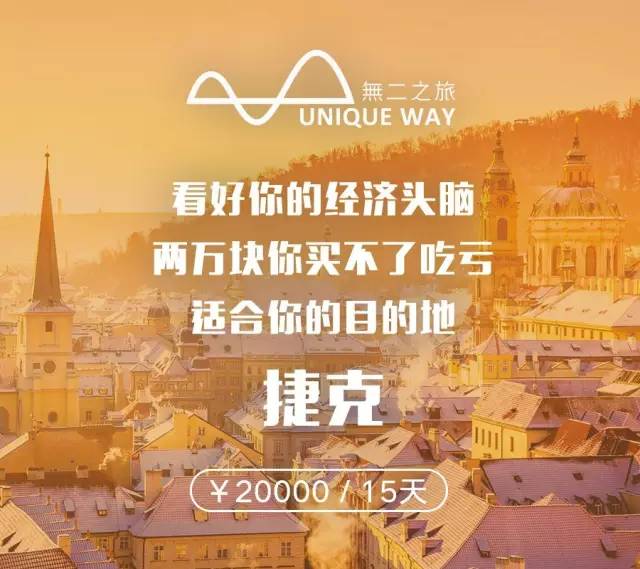 無二之旅
UNIQUE WAY
看好你的经济头脑
两万块你买不了吃亏
适合你的目的地
捷克
￥20000 / 15天